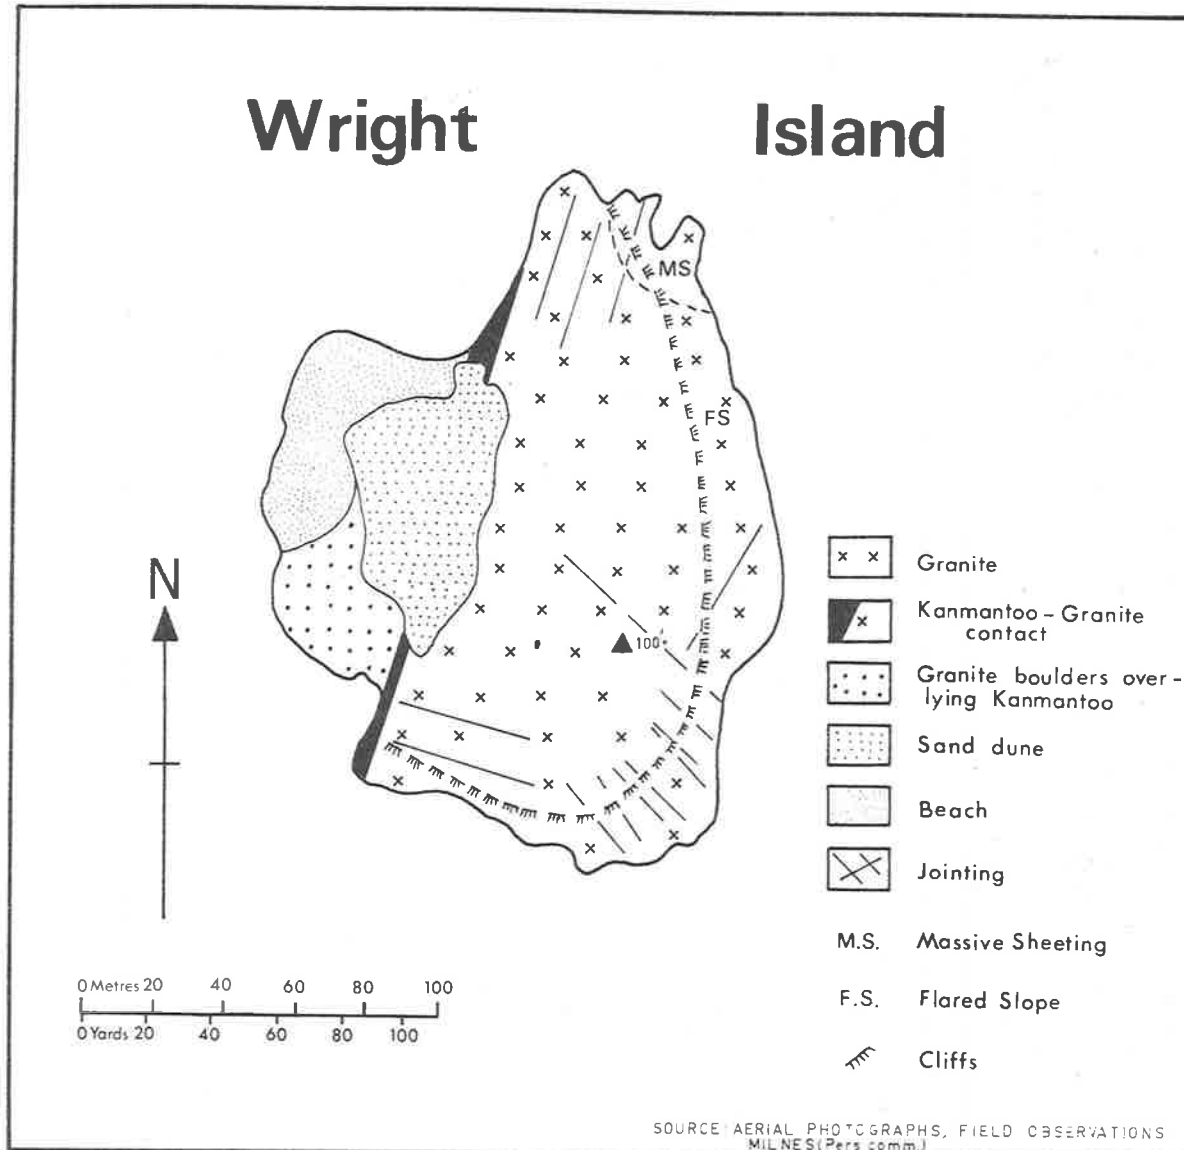 Wright Island
MS
FS
N
100
Granite
Kanmantoo – Granite
contact
Granite boulders over –
lying Kanmantoo
Sand dune
Beach
Jointing
M.S. Massive Sheeting
F.S. Flared Slope
Cliffs
0 Metres 20 40 60 80 100
0 Yards 20 40 60 80 100
SOURCE: AERIAL PHOTOGRAPHS, FIELD OBSERVATIONS
MILNES (Pers comm.)